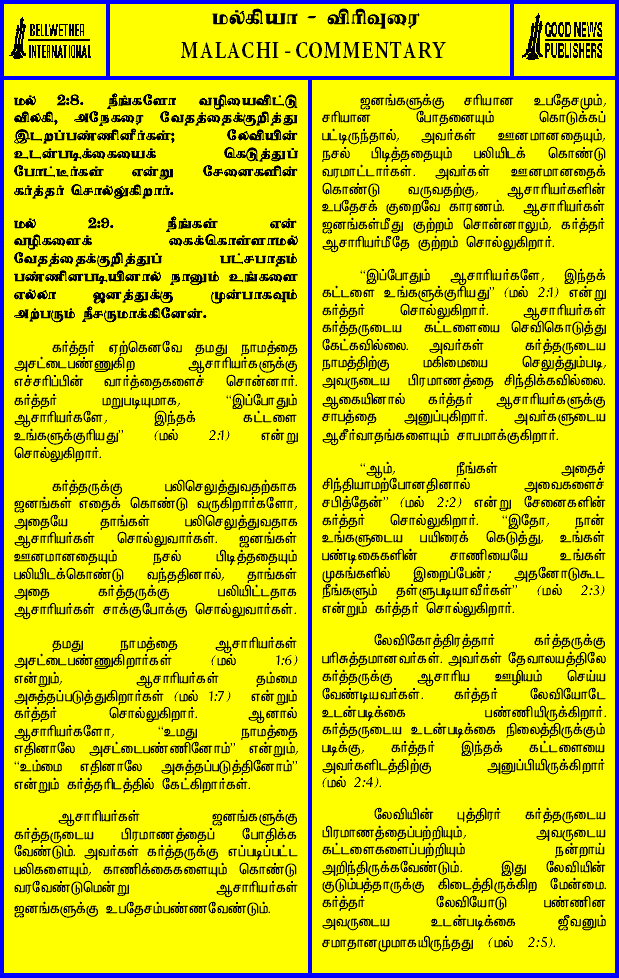 BELLWETHER
INTERNATIONAL
மல்கியா - விரிவுரை
MALACHI - COMMENTARY
GOOD NEWS
PUBLISHERS
மல் 2:8. நீங்களோ வழியைவிட்டு
விலகி, அநேகரை வேதத்தைக்குறித்து
இடறப்பண்ணினீர்கள்; லேவியின்
உடன்படிக்கையைக் கெடுத்துப்
போட்டீர்கள் என்று சேனைகளின்
கர்த்தர் சொல்லுகிறார்.
மல் 2:9. நீங்கள் என்
வழிகளைக் கைக்கொள்ளாமல்
வேதத்தைக்குறித்துப் பட்சபாதம்
பண்ணினபடியினால் நானும் உங்களை
எல்லா ஜனத்துக்கு முன்பாகவும்
அற்பரும் நீசருமாக்கினேன்.
கர்த்தர் ஏற்கெனவே தமது நாமத்தை
அசட்டைபண்ணுகிற ஆசாரியர்களுக்கு
எச்சரிப்பின் வார்த்தைகளைச் சொன்னார்.
கர்த்தர் மறுபடியுமாக, “இப்போதும்
ஆசாரியர்களே, இந்தக் கட்டளை
உங்களுக்குரியது” (மல் 2:1) என்று
சொல்லுகிறார்.
கர்த்தருக்கு பலிசெலுத்துவதற்காக
ஜனங்கள் எதைக் கொண்டு வருகிறார்களோ,
அதையே தாங்கள் பலிசெலுத்துவதாக
ஆசாரியர்கள் சொல்லுவார்கள். ஜனங்கள்
ஊனமானதையும் நசல் பிடித்ததையும்
பலியிடக்கொண்டு வந்ததினால், தாங்கள்
அதை கர்த்தருக்கு பலியிட்டதாக
ஆசாரியர்கள் சாக்குபோக்கு சொல்லுவார்கள்.
தமது நாமத்தை ஆசாரியர்கள்
அசட்டைபண்ணுகிறார்கள் (மல் 1:6)
என்றும், ஆசாரியர்கள் தம்மை
அசுத்தப்படுத்துகிறார்கள் (மல் 1:7) என்றும்
கர்த்தர் சொல்லுகிறார். ஆனால்
ஆசாரியர்களோ, “உமது நாமத்தை
எதினாலே அசட்டைபண்ணினோம்” என்றும்,
“உம்மை எதினாலே அசுத்தப்படுத்தினோம்”
என்றும் கர்த்தரிடத்தில் கேட்கிறார்கள்.
ஆசாரியர்கள் ஜனங்களுக்கு
கர்த்தருடைய பிரமாணத்தைப் போதிக்க
வேண்டும். அவர்கள் கர்த்தருக்கு எப்படிப்பட்ட
பலிகளையும், காணிக்கைகளையும் கொண்டு
வரவேண்டுமென்று ஆசாரியர்கள்
ஜனங்களுக்கு உபதேசம்பண்ணவேண்டும்.
ஜனங்களுக்கு சரியான உபதேசமும்,
சரியான போதனையும் கொடுக்கப்
பட்டிருந்தால், அவர்கள் ஊனமானதையும்,
நசல் பிடித்ததையும் பலியிடக் கொண்டு
வரமாட்டார்கள். அவர்கள் ஊனமானதைக்
கொண்டு வருவதற்கு, ஆசாரியர்களின்
உபதேசக் குறைவே காரணம். ஆசாரியர்கள்
ஜனங்கள்மீது குற்றம் சொன்னாலும், கர்த்தர்
ஆசாரியர்மீதே குற்றம் சொல்லுகிறார்.
“இப்போதும் ஆசாரியர்களே, இந்தக்
கட்டளை உங்களுக்குரியது” (மல் 2:1) என்று
கர்த்தர் சொல்லுகிறார். ஆசாரியர்கள்
கர்த்தருடைய கட்டளையை செவிகொடுத்து
கேட்கவில்லை. அவர்கள் கர்த்தருடைய
நாமத்திற்கு மகிமையை செலுத்தும்படி,
அவருடைய பிரமாணத்தை சிந்திக்கவில்லை.
ஆகையினால் கர்த்தர் ஆசாரியர்களுக்கு
சாபத்தை அனுப்புகிறார். அவர்களுடைய
ஆசீர்வாதங்களையும் சாபமாக்குகிறார்.
“ஆம், நீங்கள் அதைச்
சிந்தியாமற்போனதினால் அவைகளைச்
சபித்தேன்” (மல் 2:2) என்று சேனைகளின்
கர்த்தர் சொல்லுகிறார். “இதோ, நான்
உங்களுடைய பயிரைக் கெடுத்து, உங்கள்
பண்டிகைகளின் சாணியையே உங்கள்
முகங்களில் இறைப்பேன்; அதனோடுகூட
நீங்களும் தள்ளுபடியாவீர்கள்” (மல் 2:3)
என்றும் கர்த்தர் சொல்லுகிறார்.
லேவிகோத்திரத்தார் கர்த்தருக்கு
பரிசுத்தமானவர்கள். அவர்கள் தேவாலயத்திலே
கர்த்தருக்கு ஆசாரிய ஊழியம் செய்ய
வேண்டியவர்கள். கர்த்தர் லேவியோடே
உடன்படிக்கை பண்ணியிருக்கிறார்.
கர்த்தருடைய உடன்படிக்கை நிலைத்திருக்கும்
படிக்கு, கர்த்தர் இந்தக் கட்டளையை
அவர்களிடத்திற்கு அனுப்பியிருக்கிறார்
(மல் 2:4).
லேவியின் புத்திரர் கர்த்தருடைய
பிரமாணத்தைப்பற்றியும், அவருடைய
கட்டளைகளைப்பற்றியும் நன்றாய்
அறிந்திருக்கவேண்டும். இது லேவியின்
குடும்பத்தாருக்கு கிடைத்திருக்கிற மேன்மை.
கர்த்தர் லேவியோடு பண்ணின
அவருடைய உடன்படிக்கை ஜீவனும்
சமாதானமுமாகயிருந்தது (மல் 2:5).